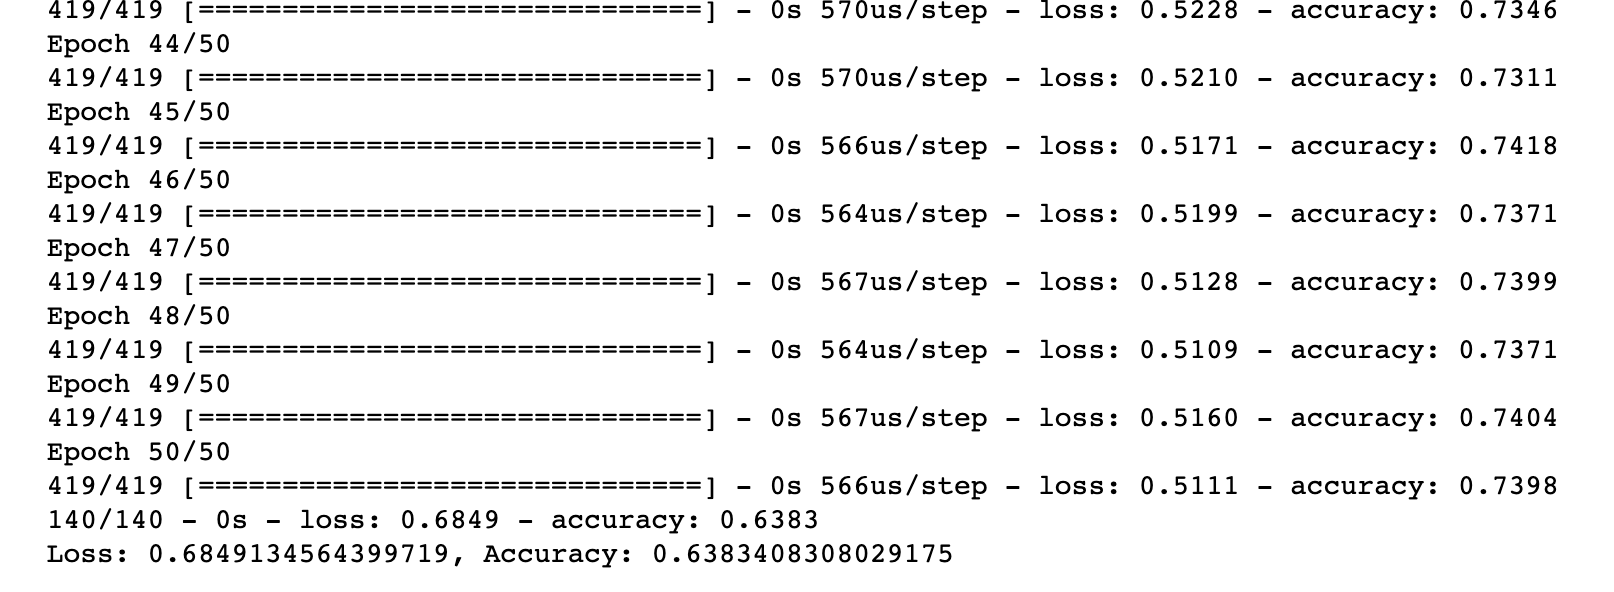 419/419 [==============================] - 0s 570us/step - loss: 0.5228 - accuracy: 0.7346
Epoch 44/50
419/419 [==============================] - 0s 570us/step - loss: 0.5210 - accuracy: 0.7311
Epoch 45/50
419/419 [==============================] - 0s 566us/step - loss: 0.5171 - accuracy: 0.7418
Epoch 46/50
419/419 [==============================] - 0s 564us/step - loss: 0.5199 - accuracy: 0.7371
Epoch 47/50
419/419 [==============================] - 0s 567us/step - loss: 0.5128 - accuracy: 0.7399
Epoch 48/50
419/419 [==============================] - 0s 564us/step - loss: 0.5109 - accuracy: 0.7371
Epoch 49/50
419/419 [==============================] - 0s 567us/step - loss: 0.5160 - accuracy: 0.7404
Epoch 50/50
419/419 [==============================] - 0s 566us/step - loss: 0.5111 - accuracy: 0.7398
140/140 - 0s - loss: 0.6849 - accuracy: 0.6383
Loss: 0.6849134564399719, Accuracy: 0.6383408308029175